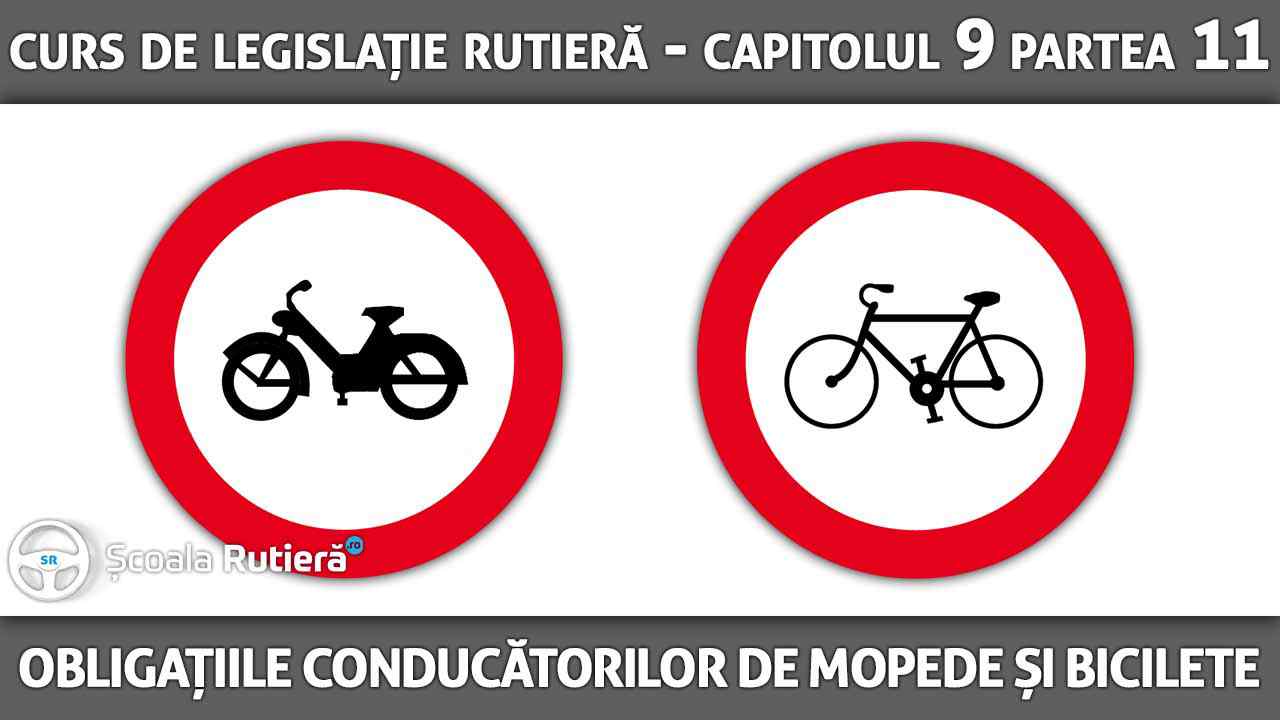 CURS DE LEGISLAȚIE RUTIERĂ - CAPITOLUL 9 PARTEA 11
SR Școala Rutieră.ro
OBLIGAȚIILE CONDUCĂTORILOR DE MOPEDE ȘI BICILETE